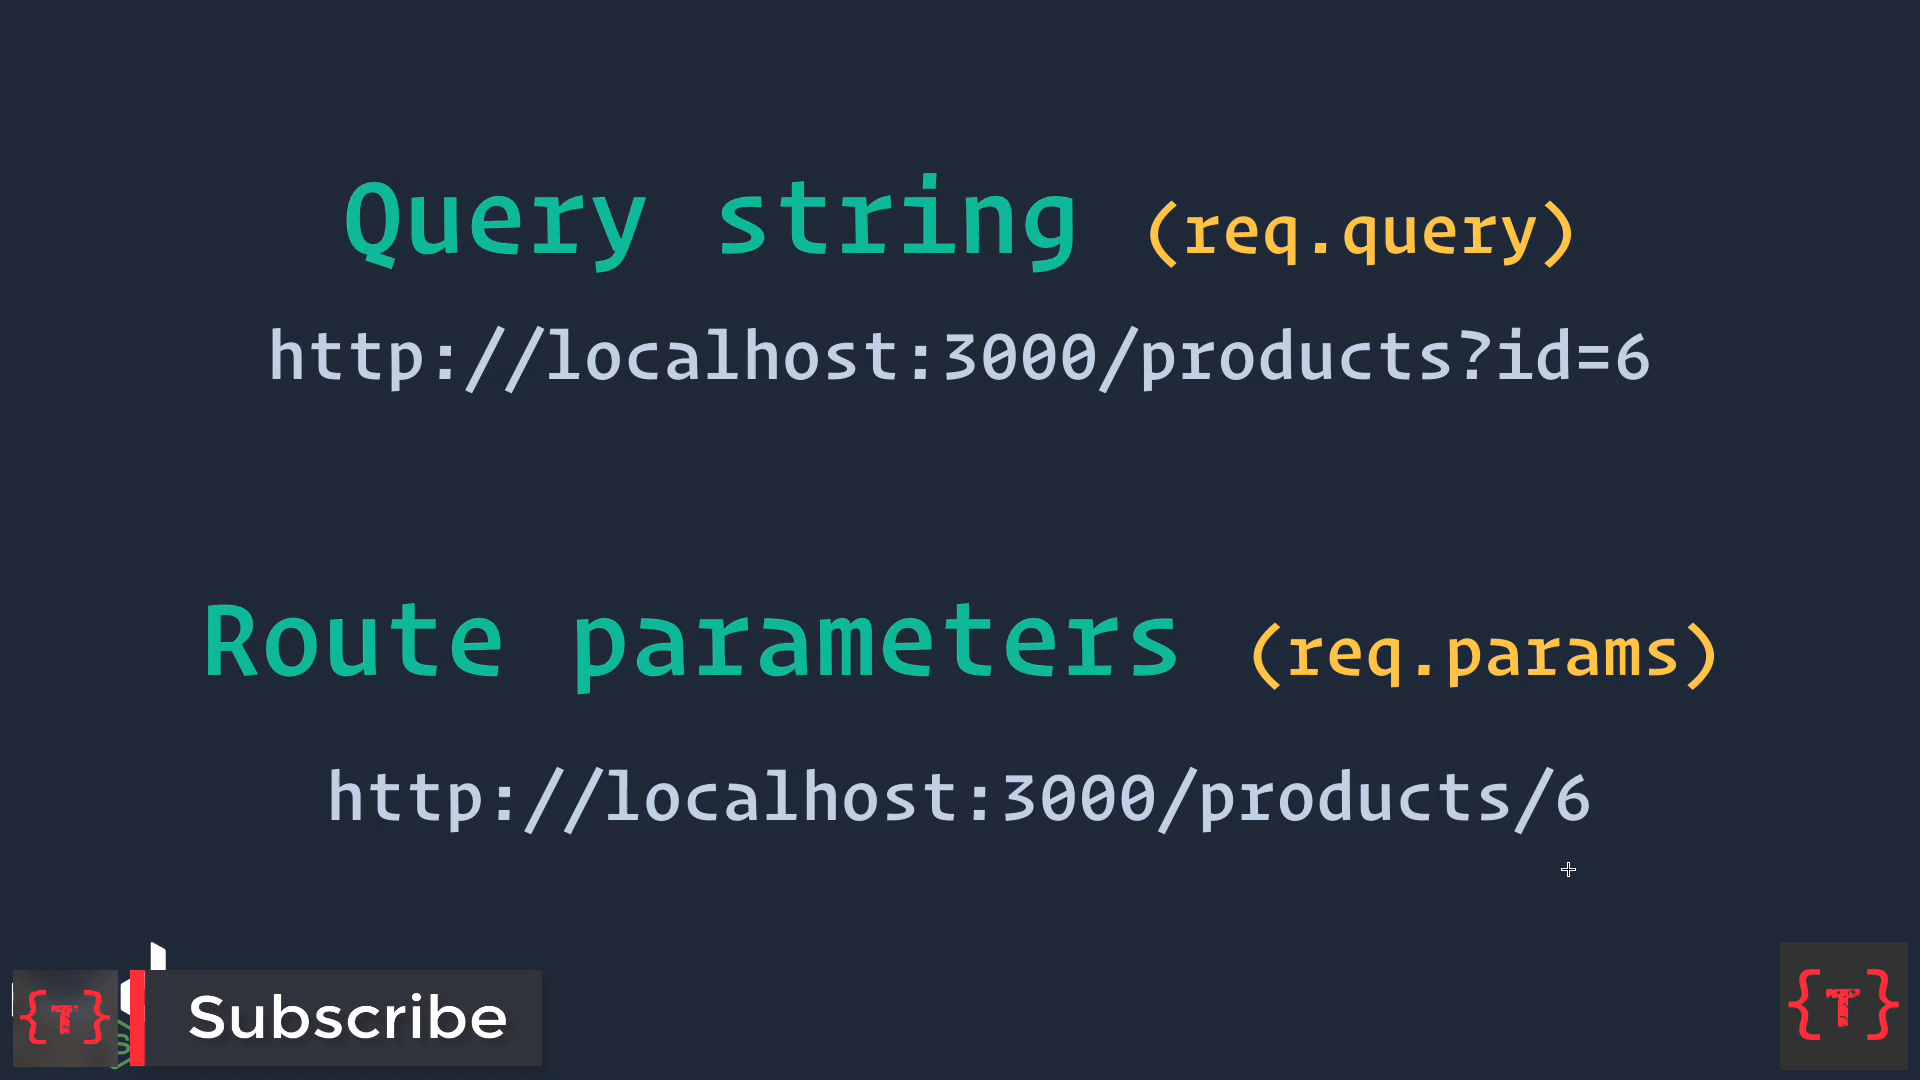 Query string (req.query)
http://localhost:3000/products?id=6
Route parameters (req.params)
http://localhost:3000/products/6
{T} Subscribe
{T}